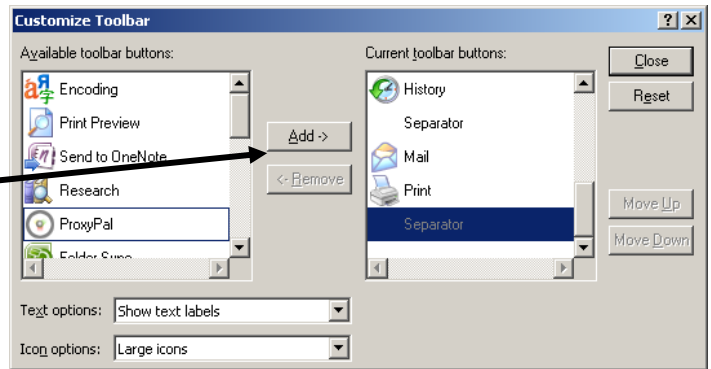 Customize Toolbar
Available toolbar buttons:
Encoding
Print Preview
Send to OneNote
Research
ProxyPal
Folder Sync
Add ->
<- Remove
Current toolbar buttons:
History
Separator
Mail
Print
Separator
Close
Reset
Move Up
Move Down
Text options: Show text labels
Icon options: Large icons